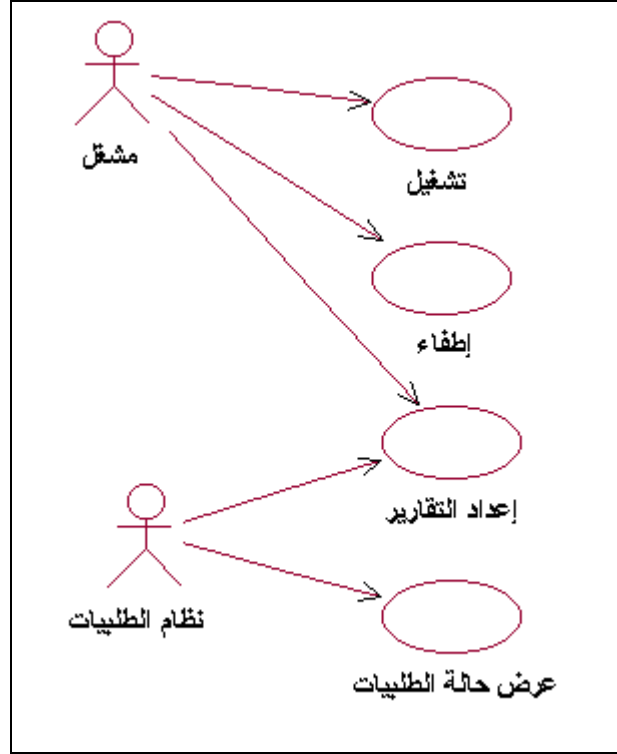 مشغل
تشغيل
إطفاء
إعداد التقارير
نظام الطلبيات
عرض حالة الطلبيات